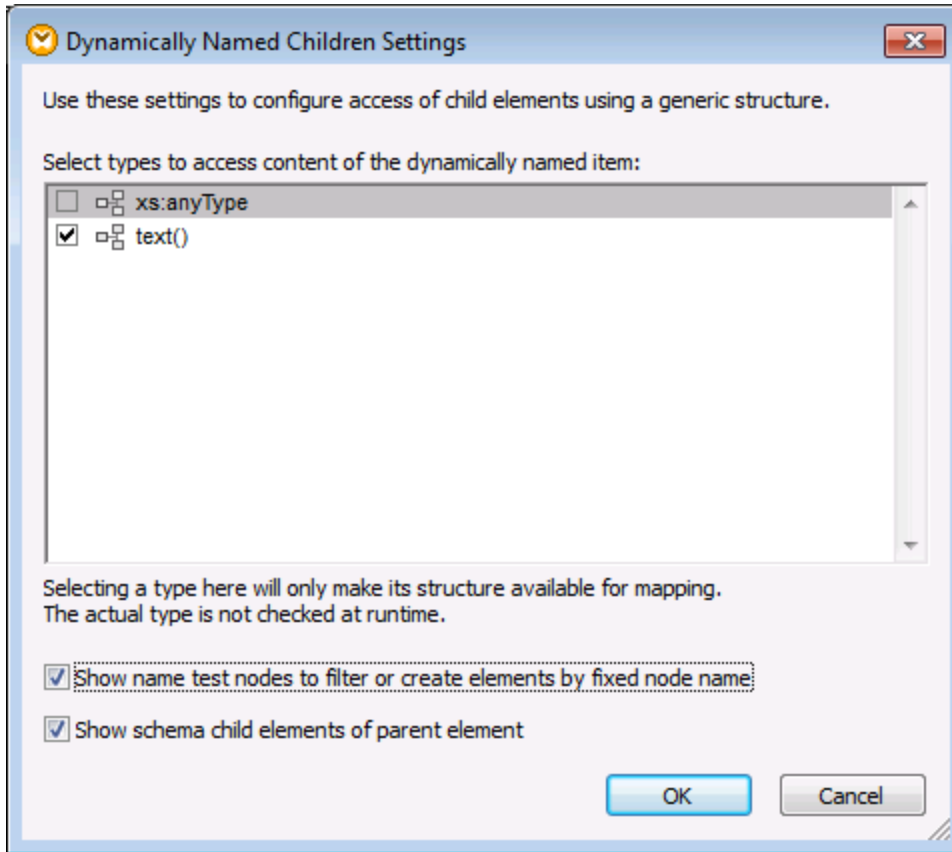 Dynamically Named Children Settings
Use these settings to configure access of child elements using a generic structure.
Select types to access content of the dynamically named item:
xs:anyType
text()
Selecting a type here will only make its structure available for mapping.
The actual type is not checked at runtime.
Show name test nodes to filter or create elements by fixed node name
Show schema child elements of parent element
OK Cancel